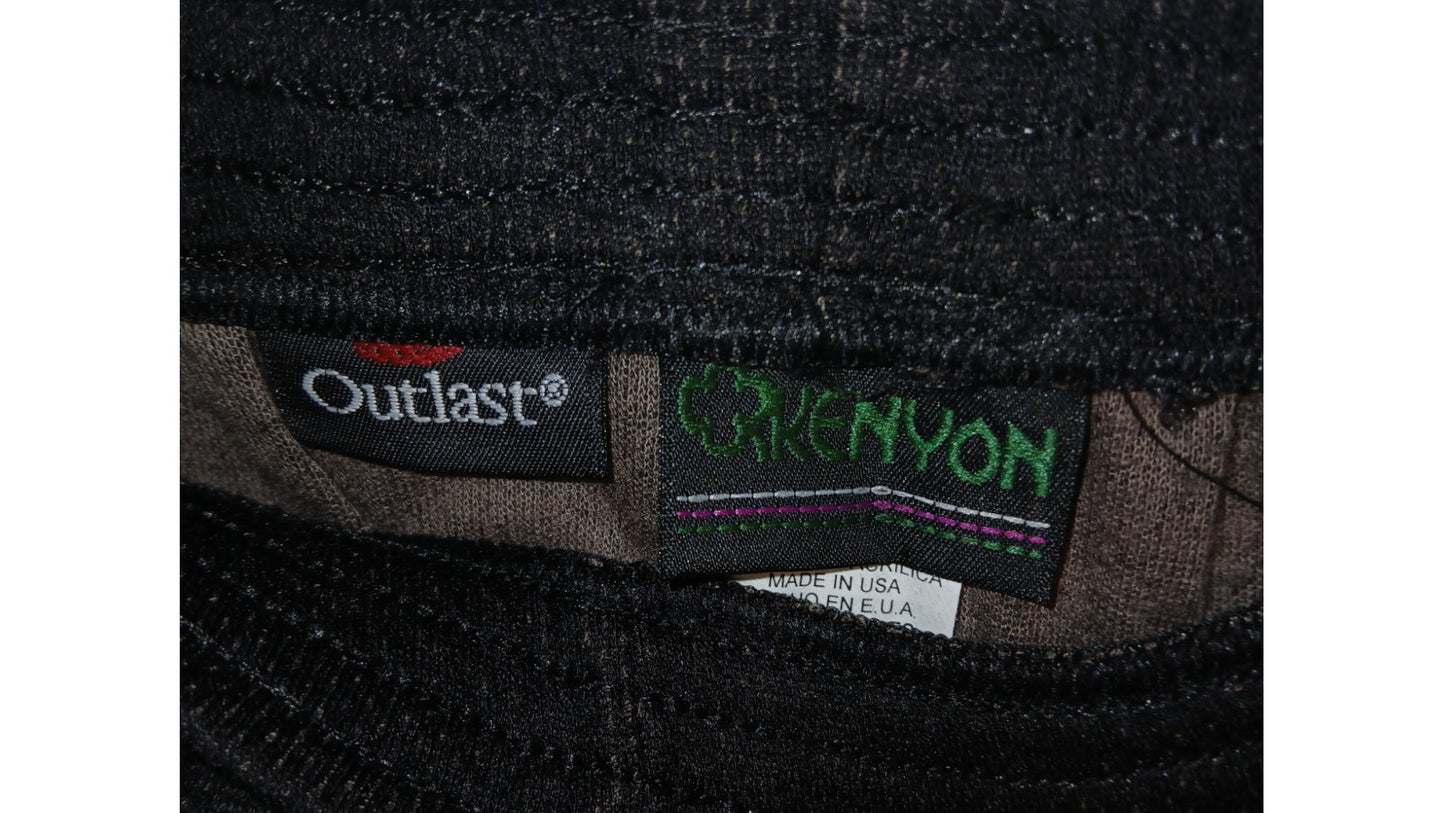 Outlast®
KENYON
MADE IN USA
EN E.U.A.